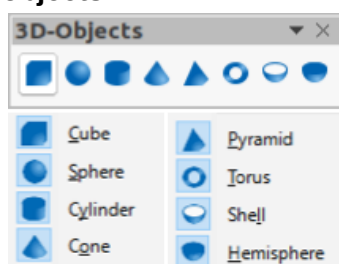 3D-Objects
Cube
Sphere
Cylinder
Cone
Pyramid
Torus
Shell
Hemisphere